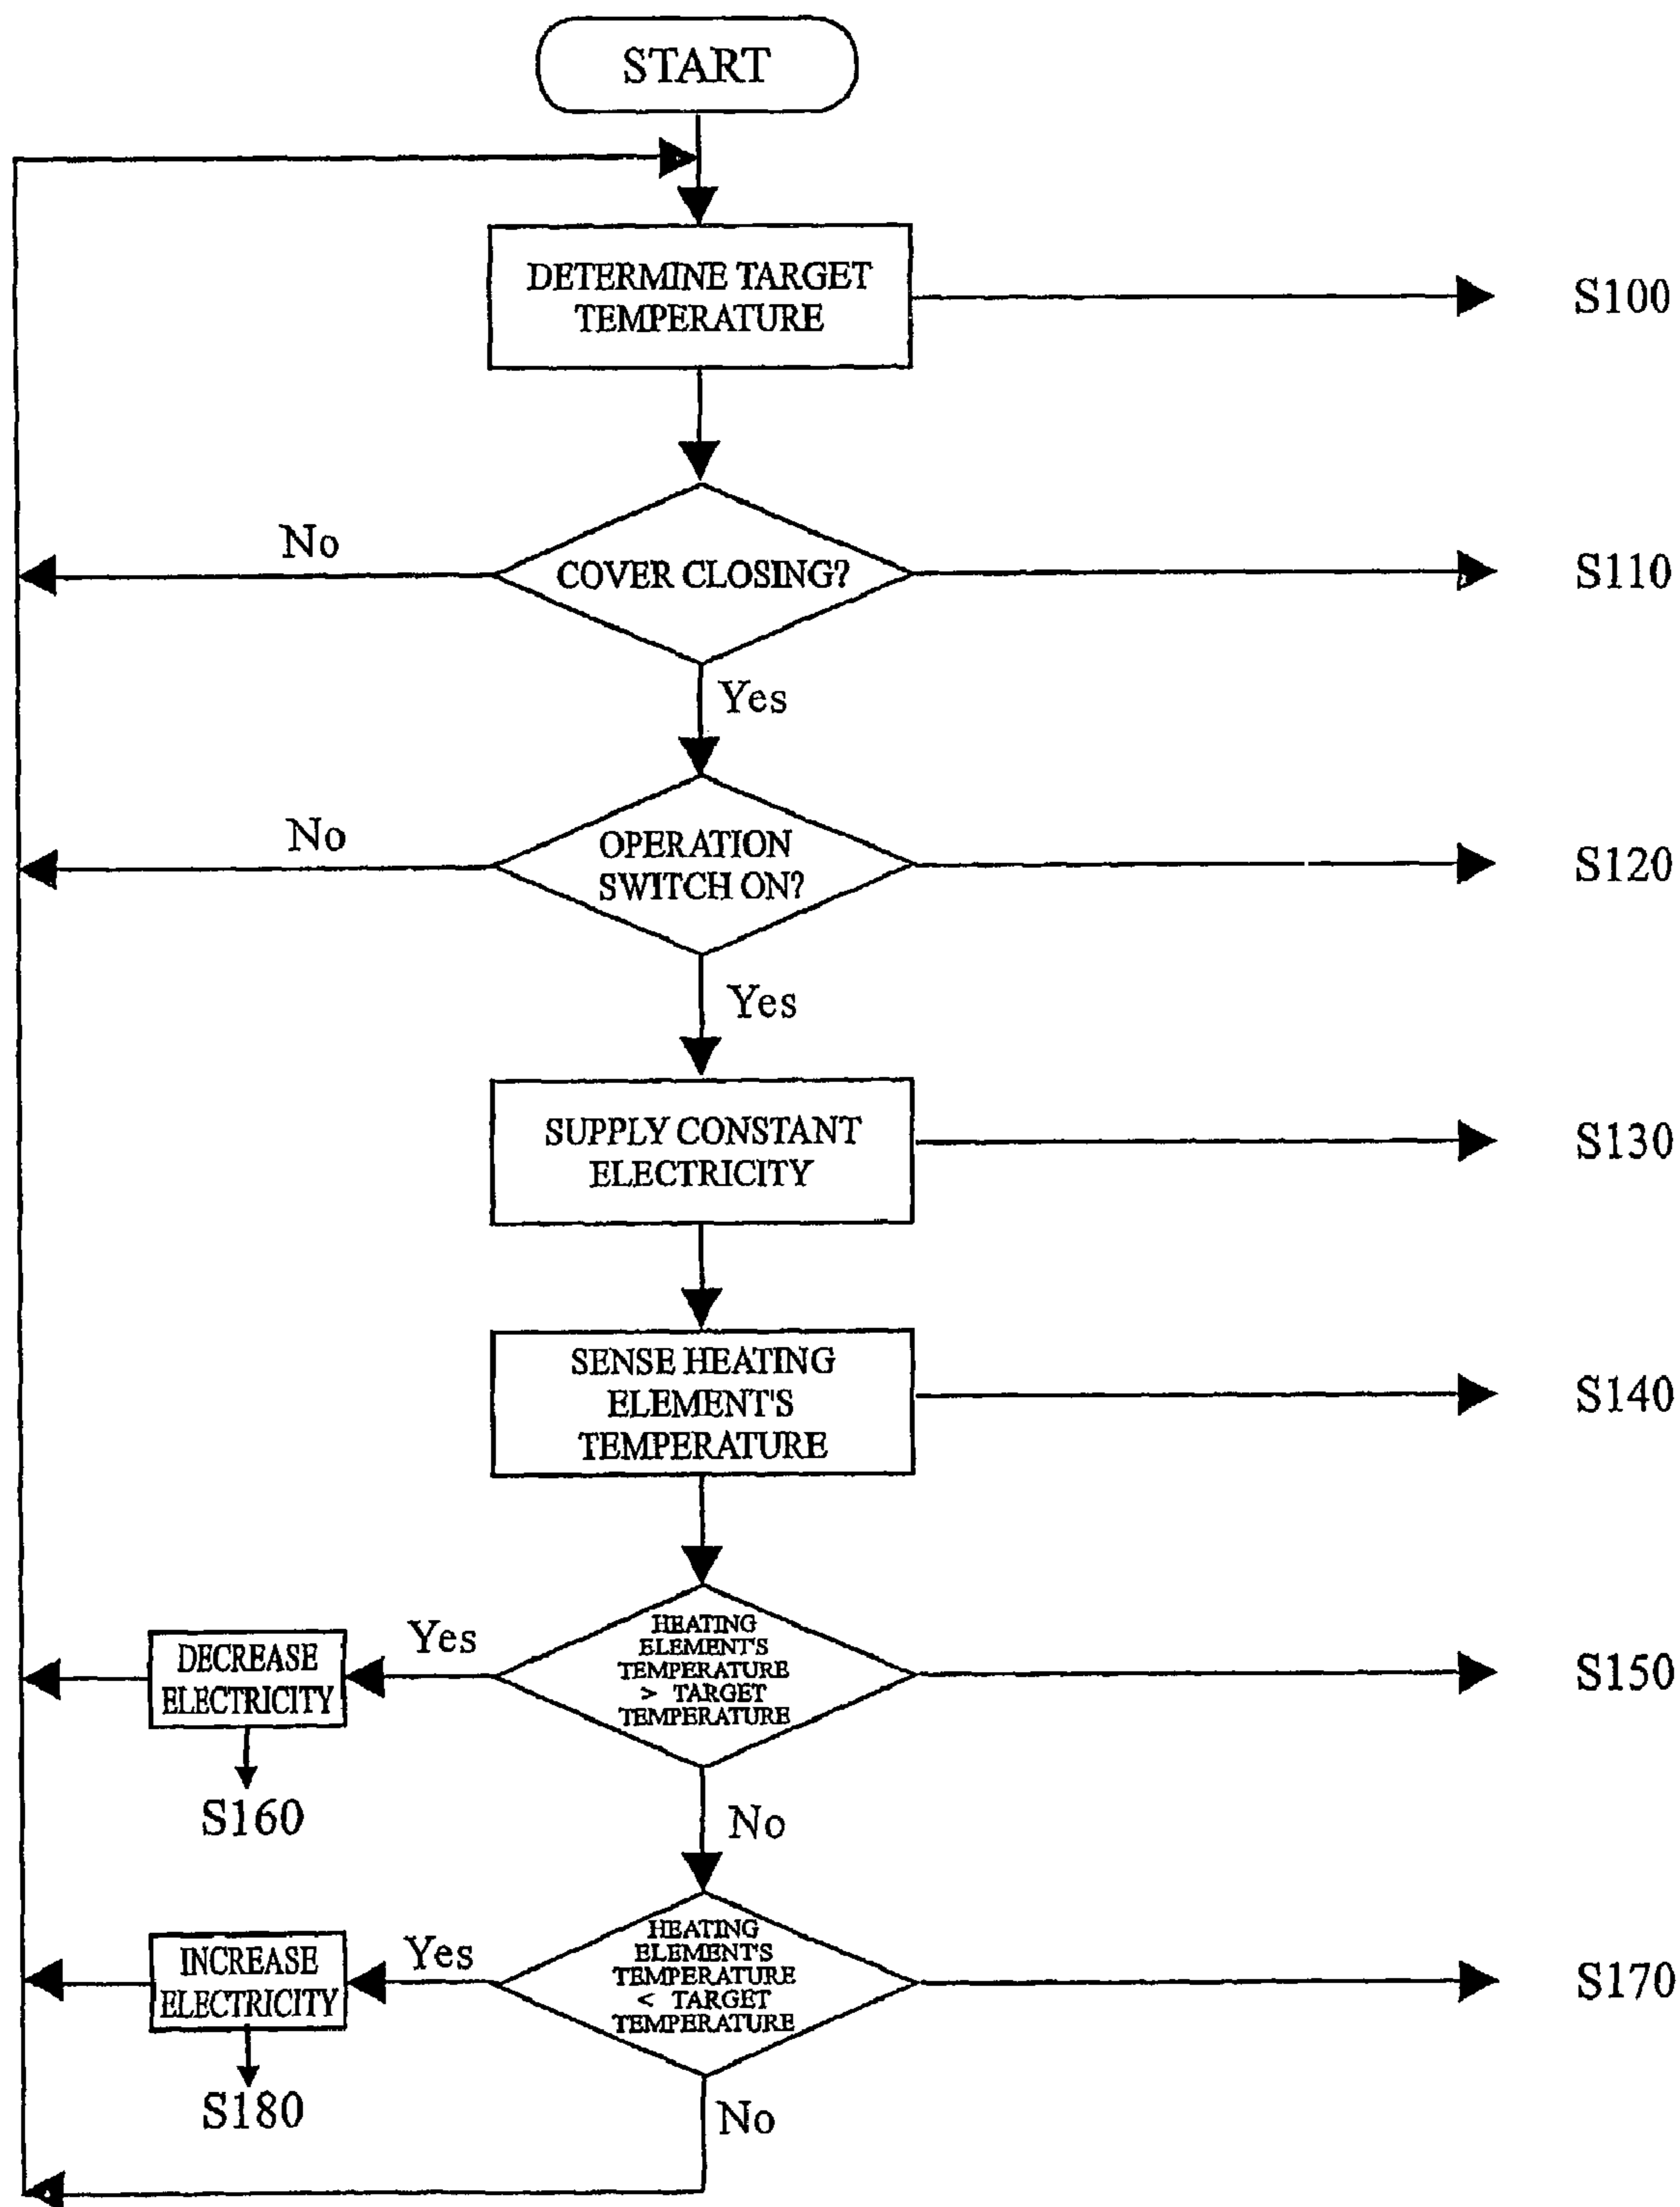 START
DETERMINE TARGET
TEMPERATURE
S100
No
COVER CLOSING?
S110
Yes
No
OPERATION
SWITCH ON?
S120
Yes
SUPPLY CONSTANT
ELECTRICITY
S130
SENSE HEATING
ELEMENT'S
TEMPERATURE
S140
DECREASE
ELECTRICITY
Yes
HEATING
ELEMENT'S
TEMPERATURE
> TARGET
TEMPERATURE
S150
S160
No
INCREASE
ELECTRICITY
Yes
HEATING
ELEMENT'S
TEMPERATURE
< TARGET
TEMPERATURE
S170
S180
No